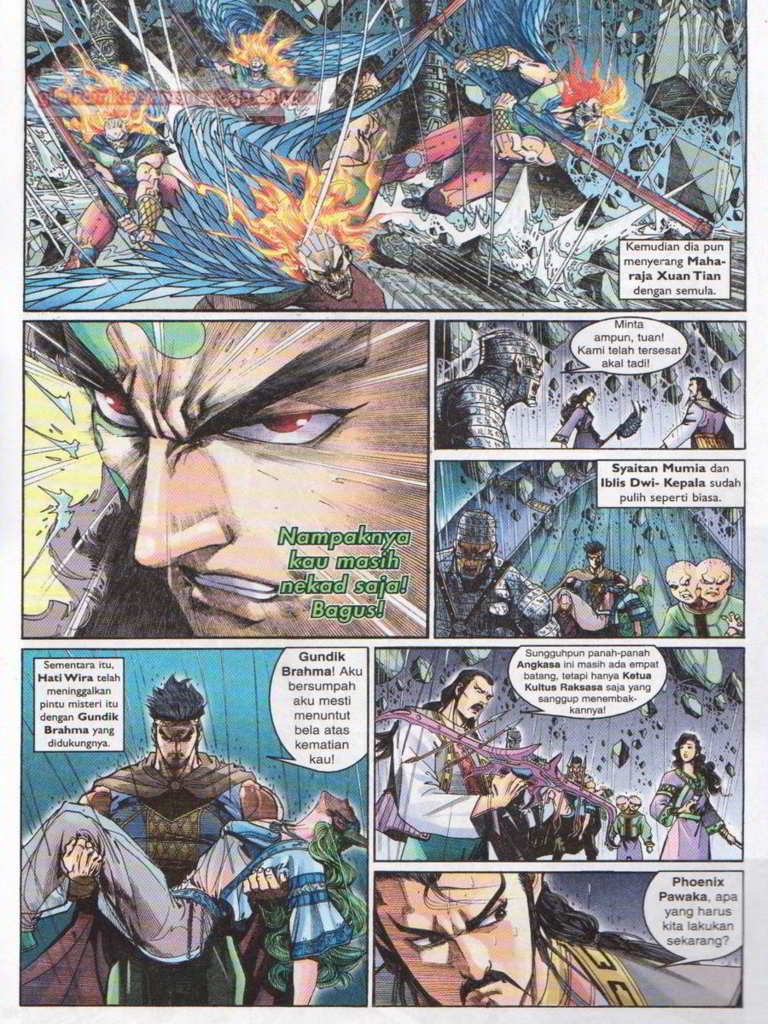 Kemudian dia pun
menyerang Maha-
raja Xuan Tian
dengan semula.
Nampaknya
kau masih
nekad saja!
Bagus!
Minta
ampun, tuan!
Kami telah tersesat
akal tadi!
Syaitan Mumia dan
Iblis Dwi- Kepala sudah
pulih seperti biasa.
Sementara itu,
Hati Wira telah
meninggalkan
pintu misteri itu
dengan Gundik
Brahma yang
didukungnya.
Gundik
Brahma! Aku
bersumpah
aku mesti
menuntut
bela atas
kematian
kau!
Sungguhpun panah-panah
Angkasa ini masih ada empat
batang, tetapi hanya Ketua
Kultus Raksasa saja yang
sanggup menembak-
kannya!
Phoenix
Pawaka, apa
yang harus
kita lakukan
sekarang?